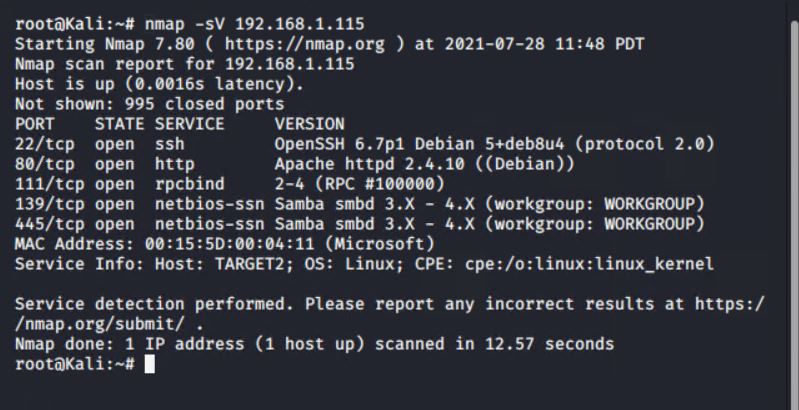 root@Kali:~# nmap -sV 192.168.1.115
Starting Nmap 7.80 ( https://nmap.org ) at 2021-07-28 11:48 PDT
Nmap scan report for 192.168.1.115
Host is up (0.0016s latency).
Not shown: 995 closed ports
PORT    STATE SERVICE     VERSION
22/tcp  open  ssh         OpenSSH 6.7p1 Debian 5+deb8u4 (protocol 2.0)
80/tcp  open  http        Apache httpd 2.4.10 ((Debian))
111/tcp open  rpcbind     2-4 (RPC #100000)
139/tcp open  netbios-ssn Samba smbd 3.X - 4.X (workgroup: WORKGROUP)
445/tcp open  netbios-ssn Samba smbd 3.X - 4.X (workgroup: WORKGROUP)
MAC Address: 00:15:5D:00:04:11 (Microsoft)
Service Info: Host: TARGET2; OS: Linux; CPE: cpe:/o:linux:linux_kernel

Service detection performed. Please report any incorrect results at https:/
/nmap.org/submit/ .
Nmap done: 1 IP address (1 host up) scanned in 12.57 seconds
root@Kali:~#